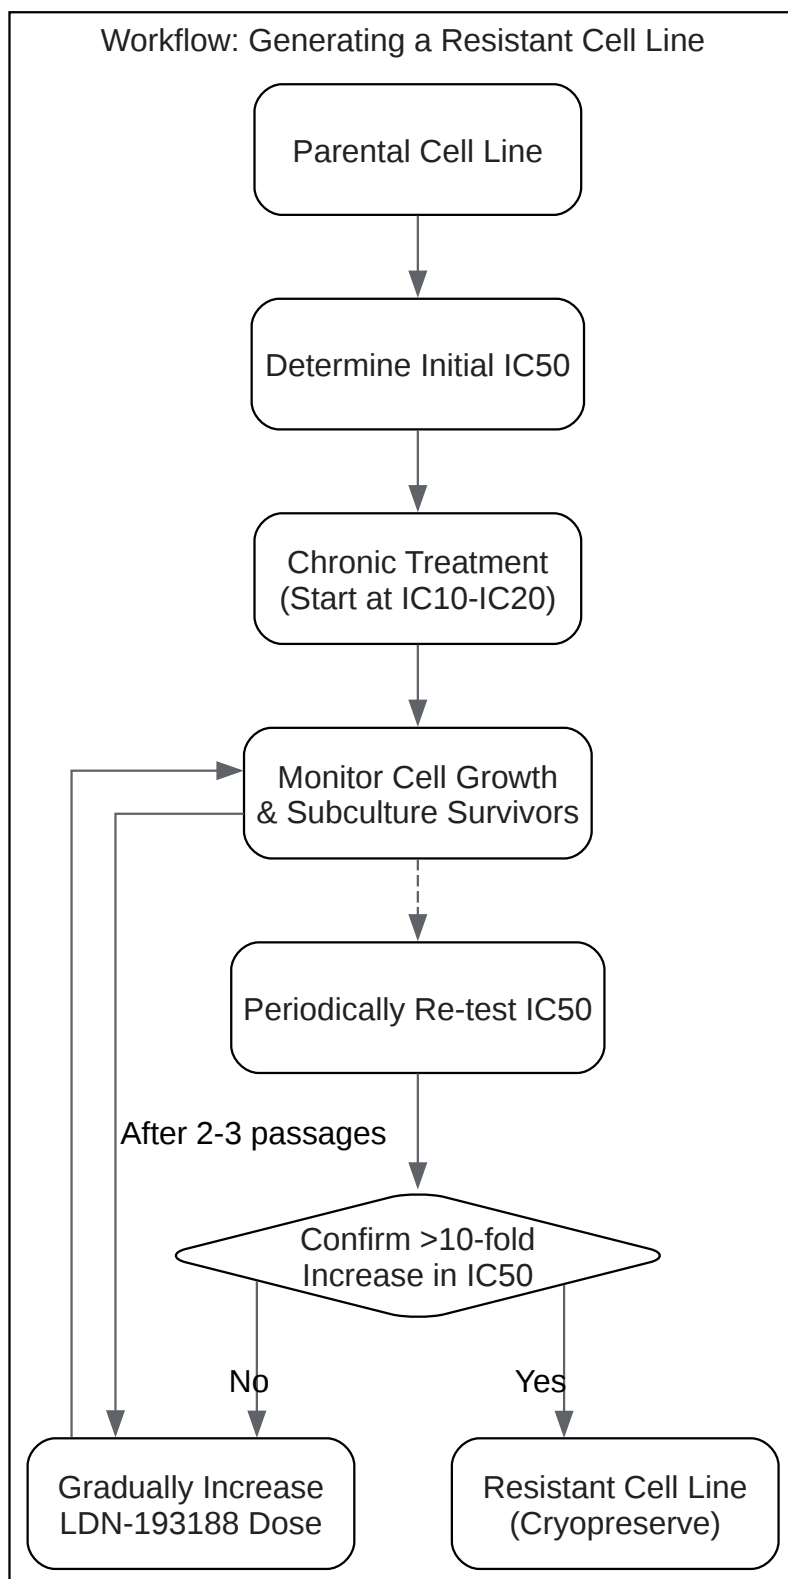 Workflow: Generating a Resistant Cell Line
Parental Cell Line
Determine Initial IC50
Chronic Treatment
(Start at IC10-IC20)
Monitor Cell Growth
& Subculture Survivors
Periodically Re-test IC50
After 2-3 passages
Confirm >10-fold
Increase in IC50
No
Yes
Gradually Increase
LDN-193188 Dose
Resistant Cell Line
(Cryopreserve)